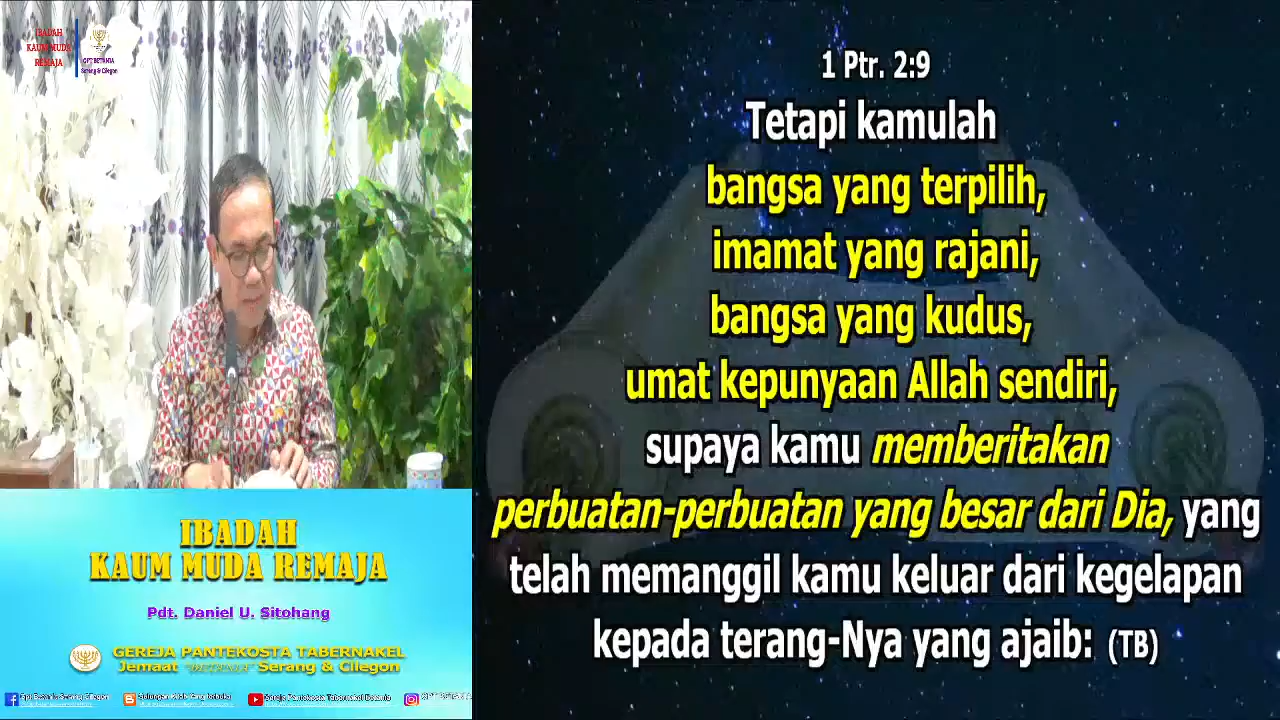 IBADAH
KAUM MUDA
REMAJA
GPT BETANIA
Serang & Cilegon
1 Ptr. 2:9
Tetapi kamulah
bangsa yang terpilih,
imamat yang rajani,
bangsa yang kudus,
umat kepunyaan Allah sendiri,
supaya kamu memberitakan
perbuatan-perbuatan yang besar dari Dia, yang
telah memanggil kamu keluar dari kegelapan
kepada terang-Nya yang ajaib: (TB)
IBADAH
KAUM MUDA REMAJA
Pdt. Daniel U. Sitohang
GEREJA PANTEKOSTA TABERNAKEL
Jemaat "BETANIA" Serang & Cilegon